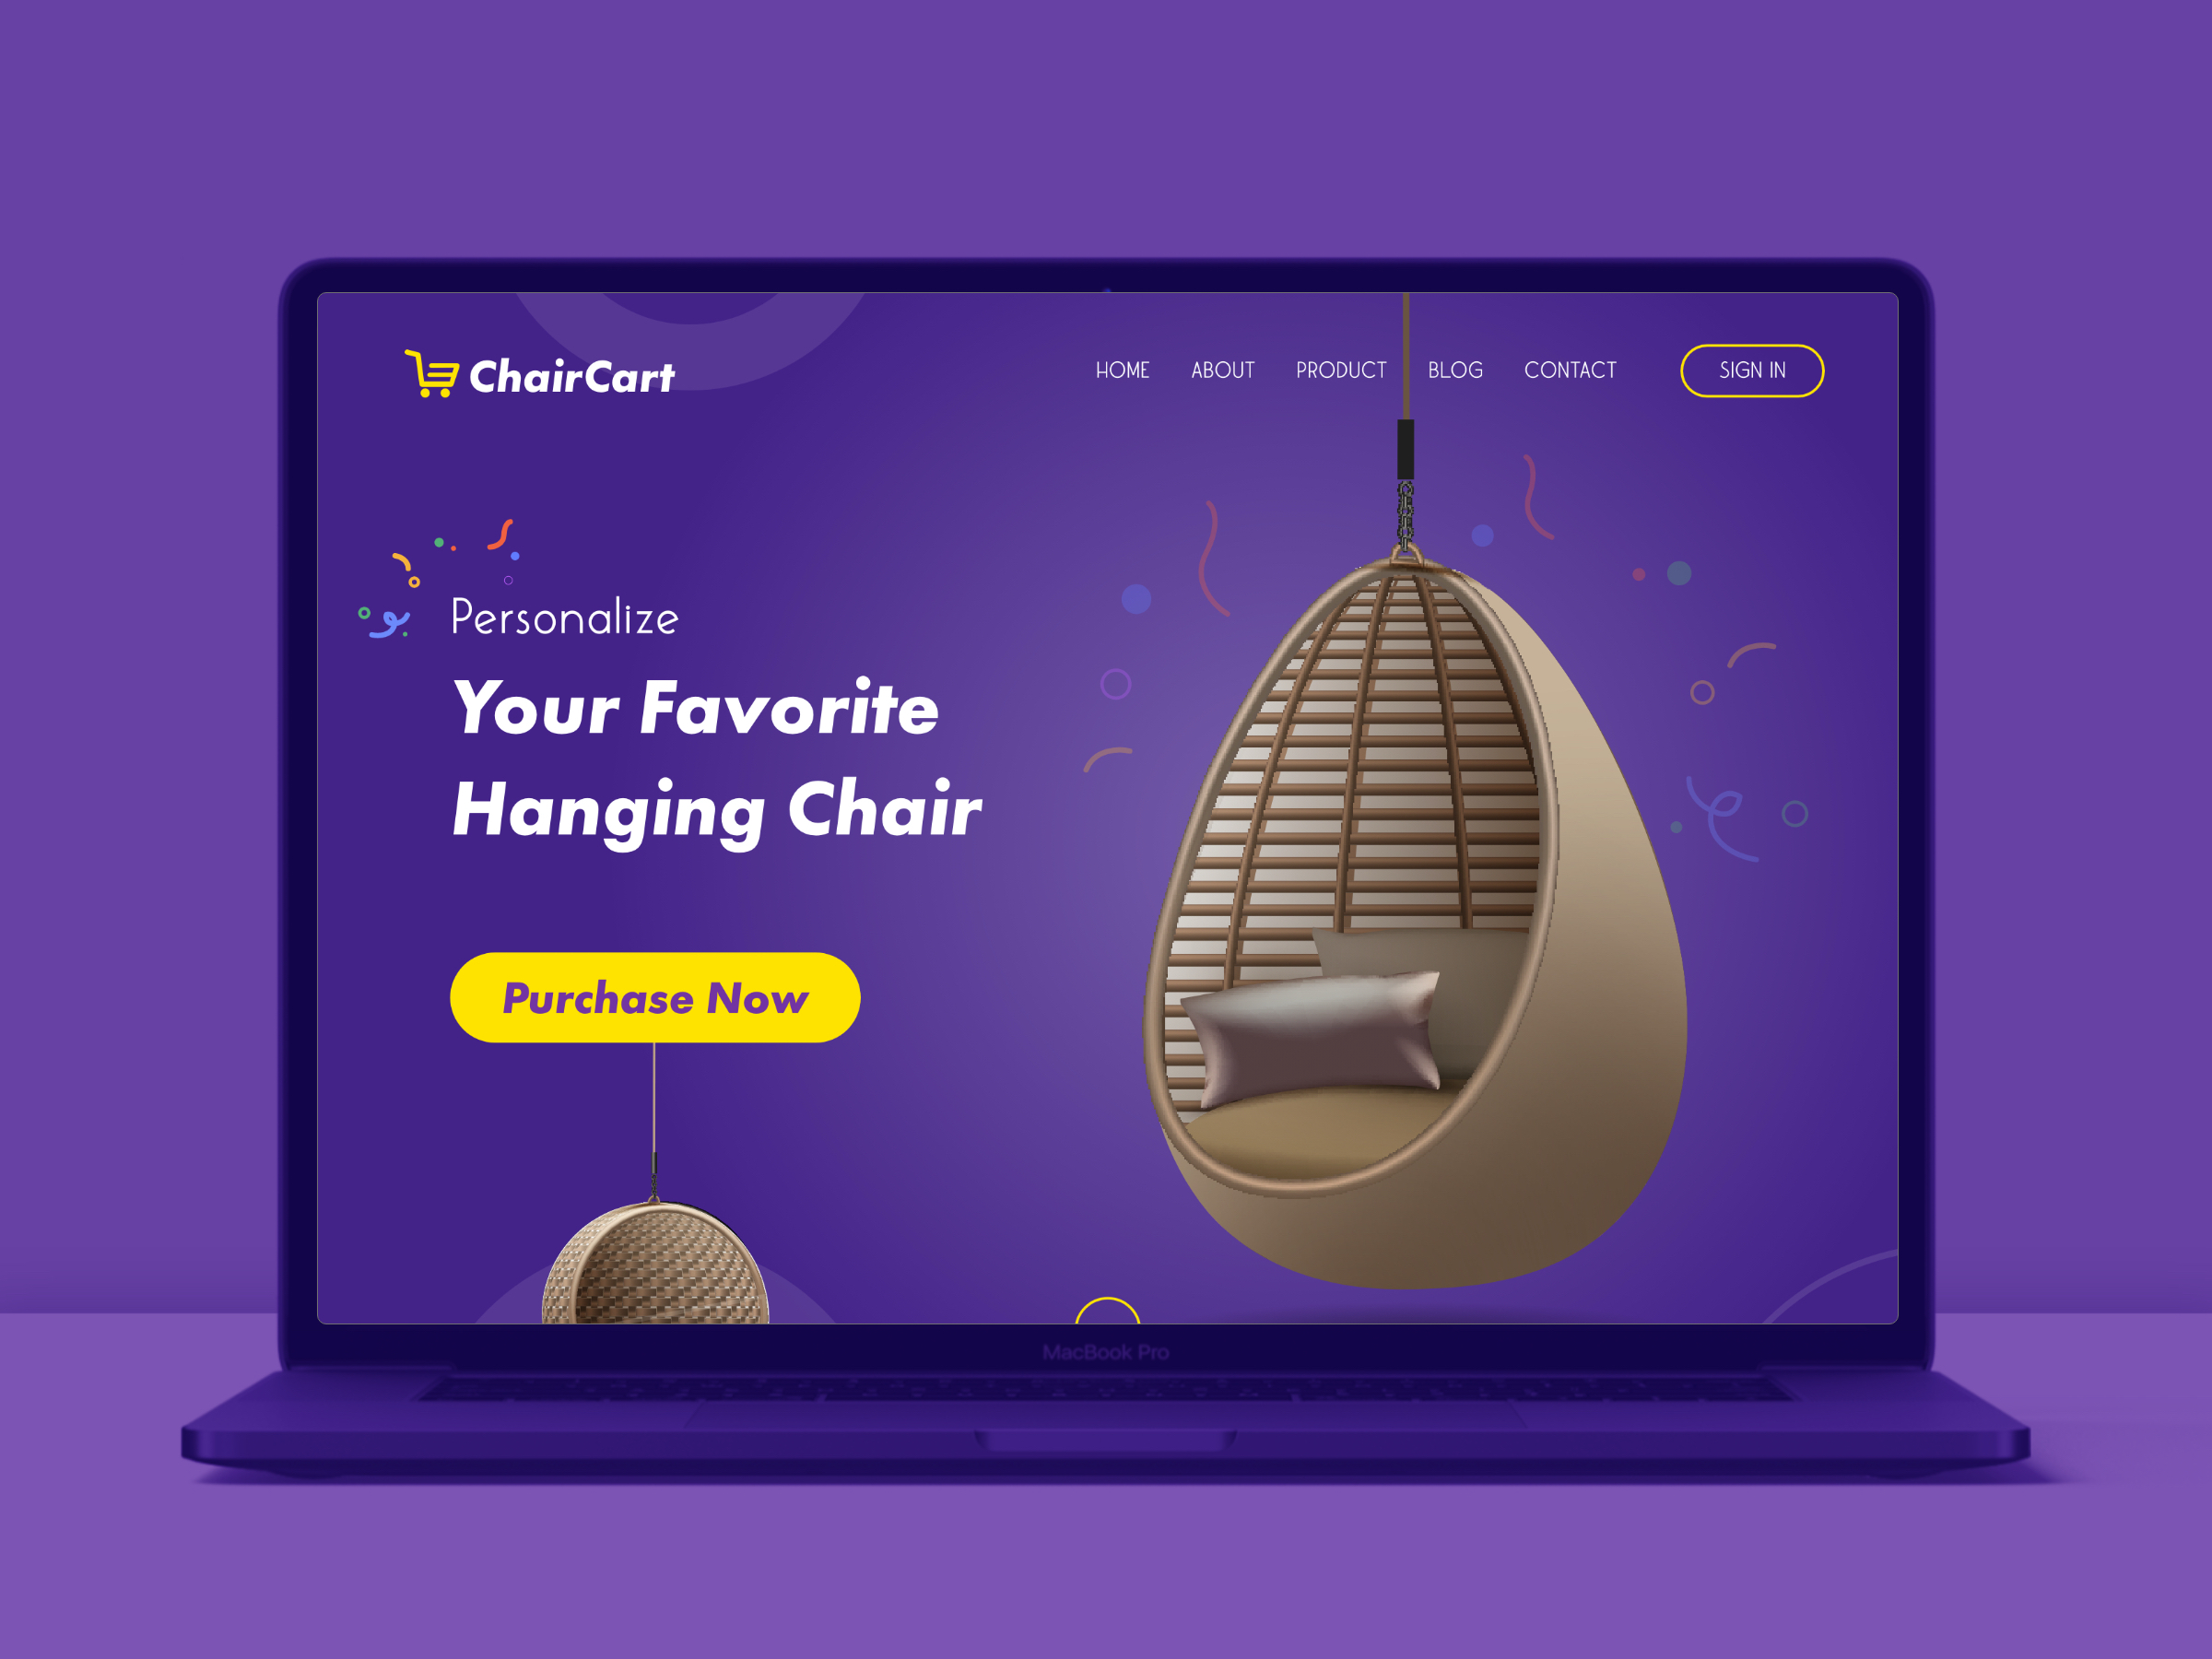 ChairCart
HOME ABOUT PRODUCT BLOG CONTACT SIGN IN
Personalize
Your Favorite
Hanging Chair
Purchase Now
MacBook Pro